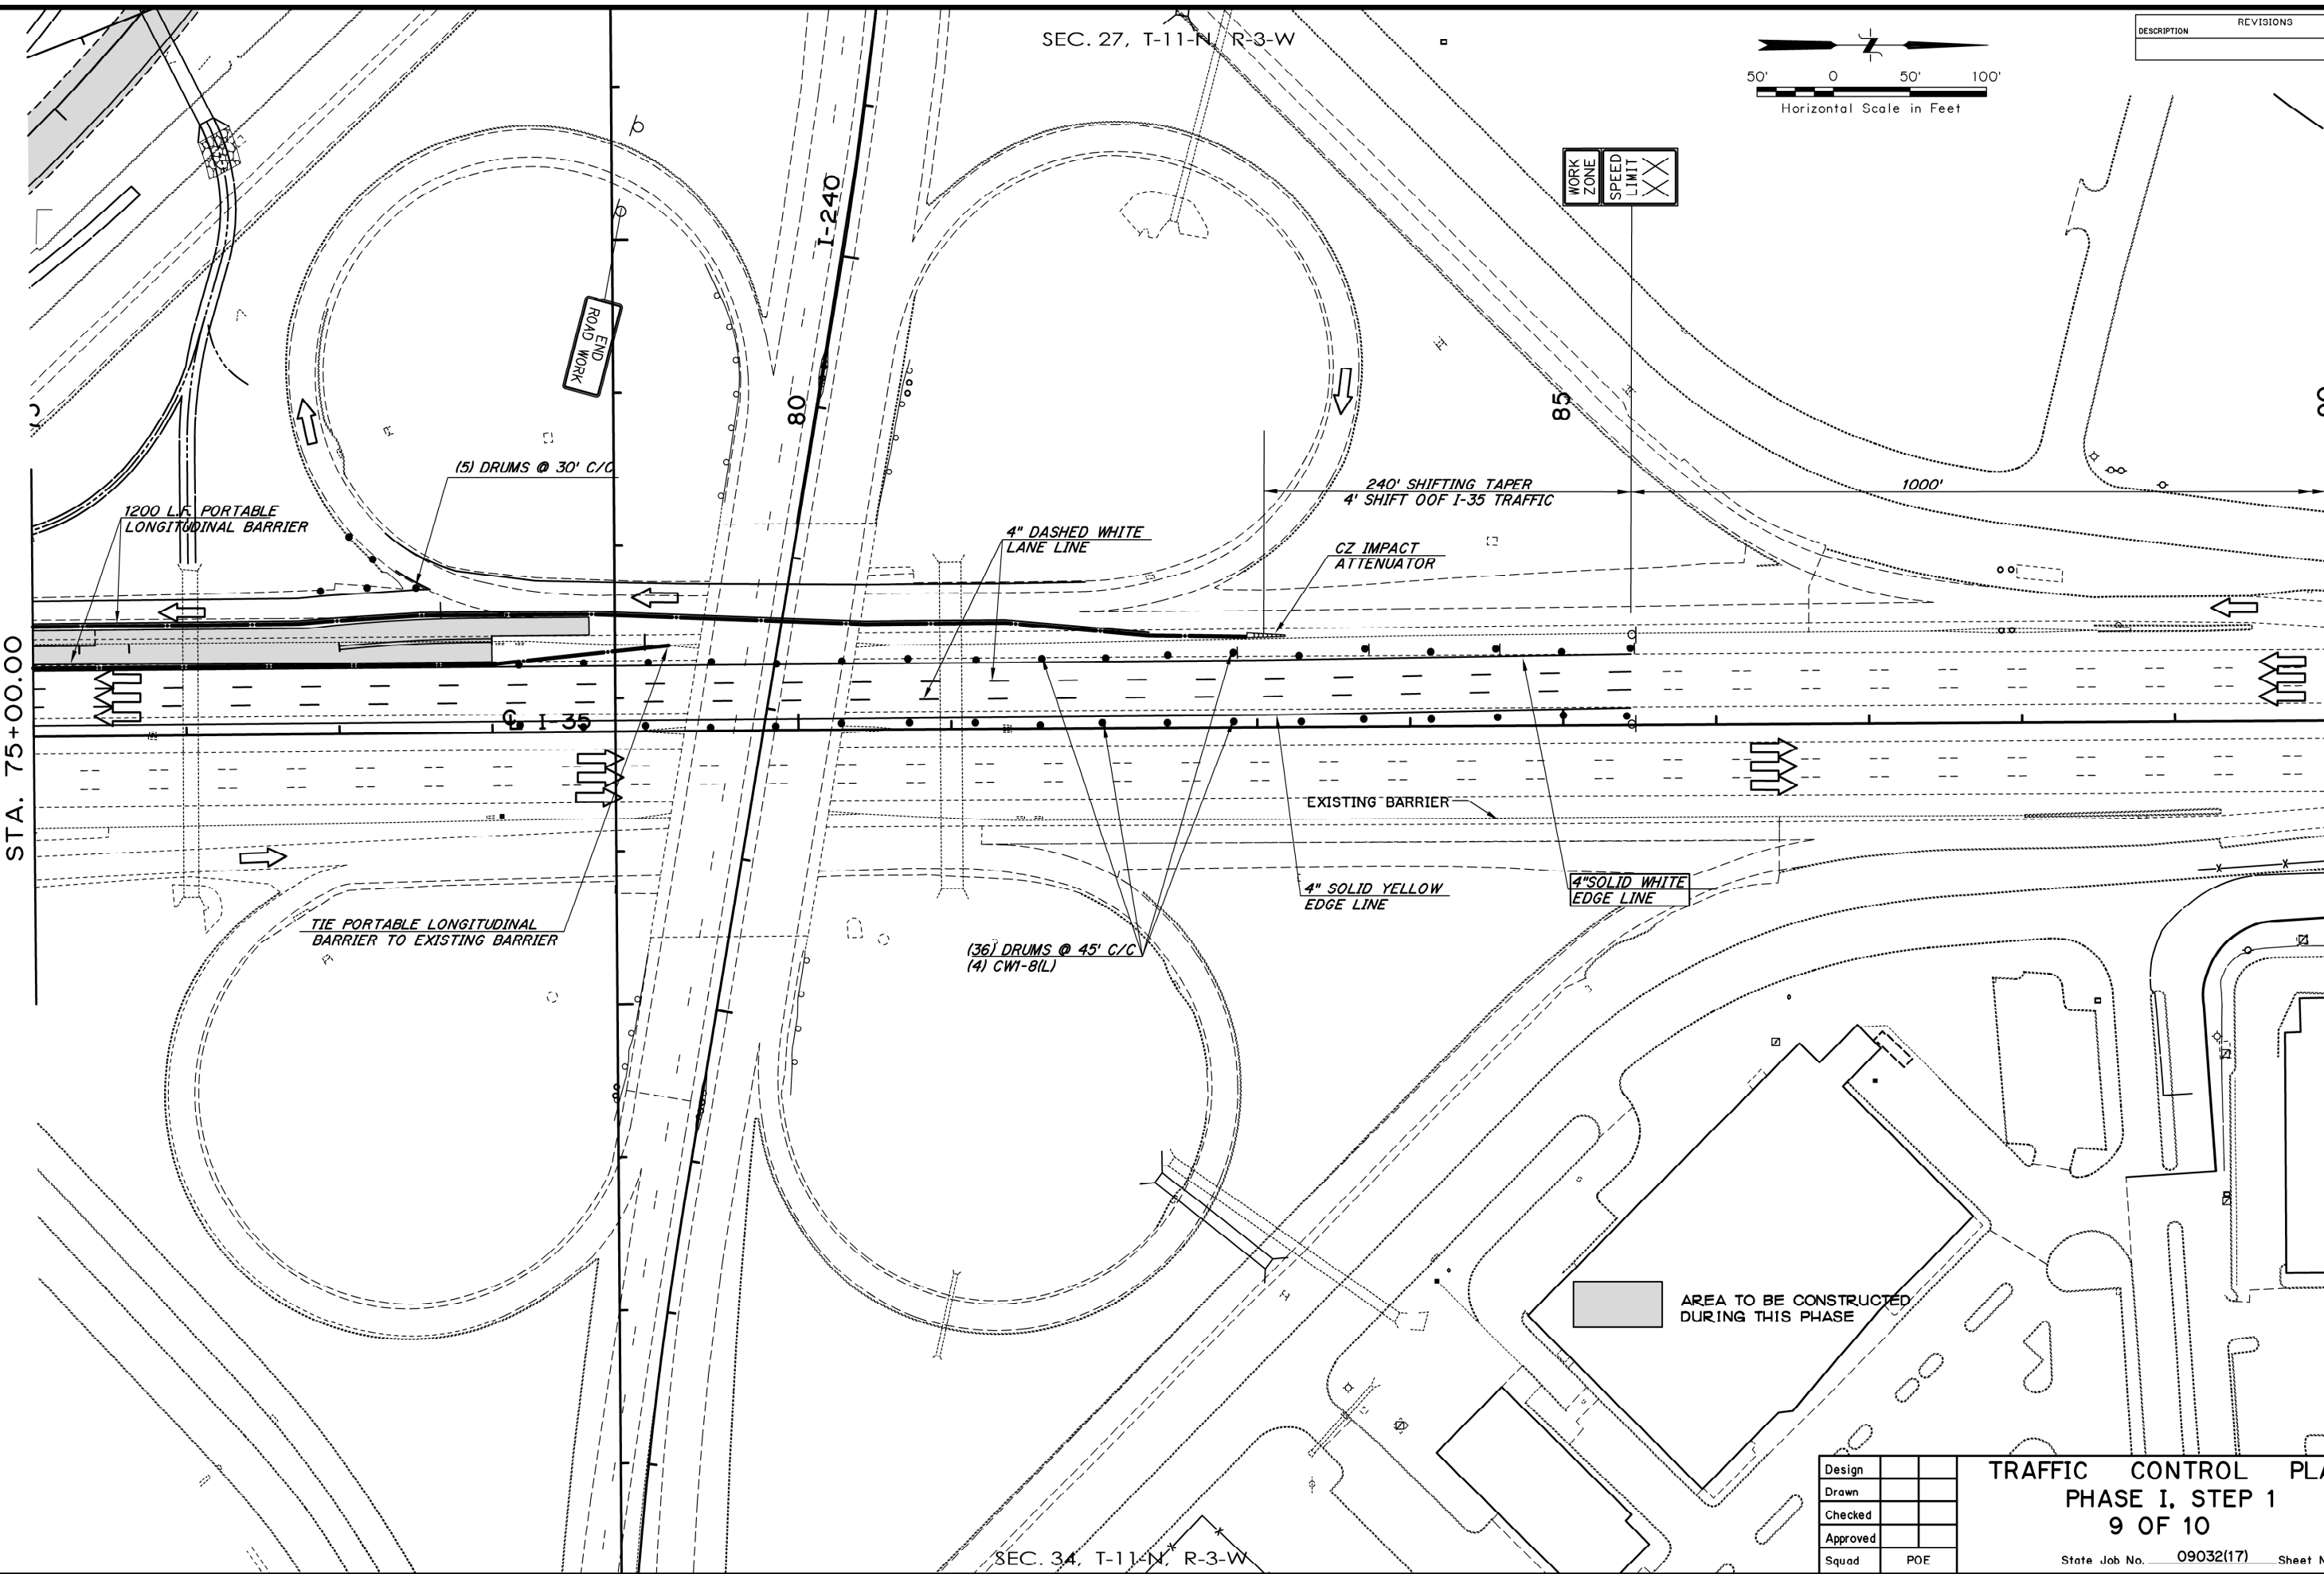 SEC. 27, T-11-N, R-3-W
REVISIONS
DESCRIPTION
50' 0 50' 100'
Horizontal Scale in Feet
WORK
ZONE
SPEED
LIMIT
XX
I-240
END
ROAD WORK
80
85
90
(5) DRUMS @ 30' C/C
240' SHIFTING TAPER
4' SHIFT OOF I-35 TRAFFIC
1000'
1200 L.F. PORTABLE
LONGITUDINAL BARRIER
4" DASHED WHITE
LANE LINE
CZ IMPACT
ATTENUATOR
STA. 75+00.00
℄ I-35
EXISTING BARRIER
4" SOLID YELLOW
EDGE LINE
4"SOLID WHITE
EDGE LINE
TIE PORTABLE LONGITUDINAL
BARRIER TO EXISTING BARRIER
(36) DRUMS @ 45' C/C
(4) CW1-8(L)
AREA TO BE CONSTRUCTED
DURING THIS PHASE
SEC. 34, T-11-N, R-3-W
Design
Drawn
Checked
Approved
Squad POE
TRAFFIC CONTROL PLA
PHASE I, STEP 1
9 OF 10
State Job No. 09032(17) Sheet N